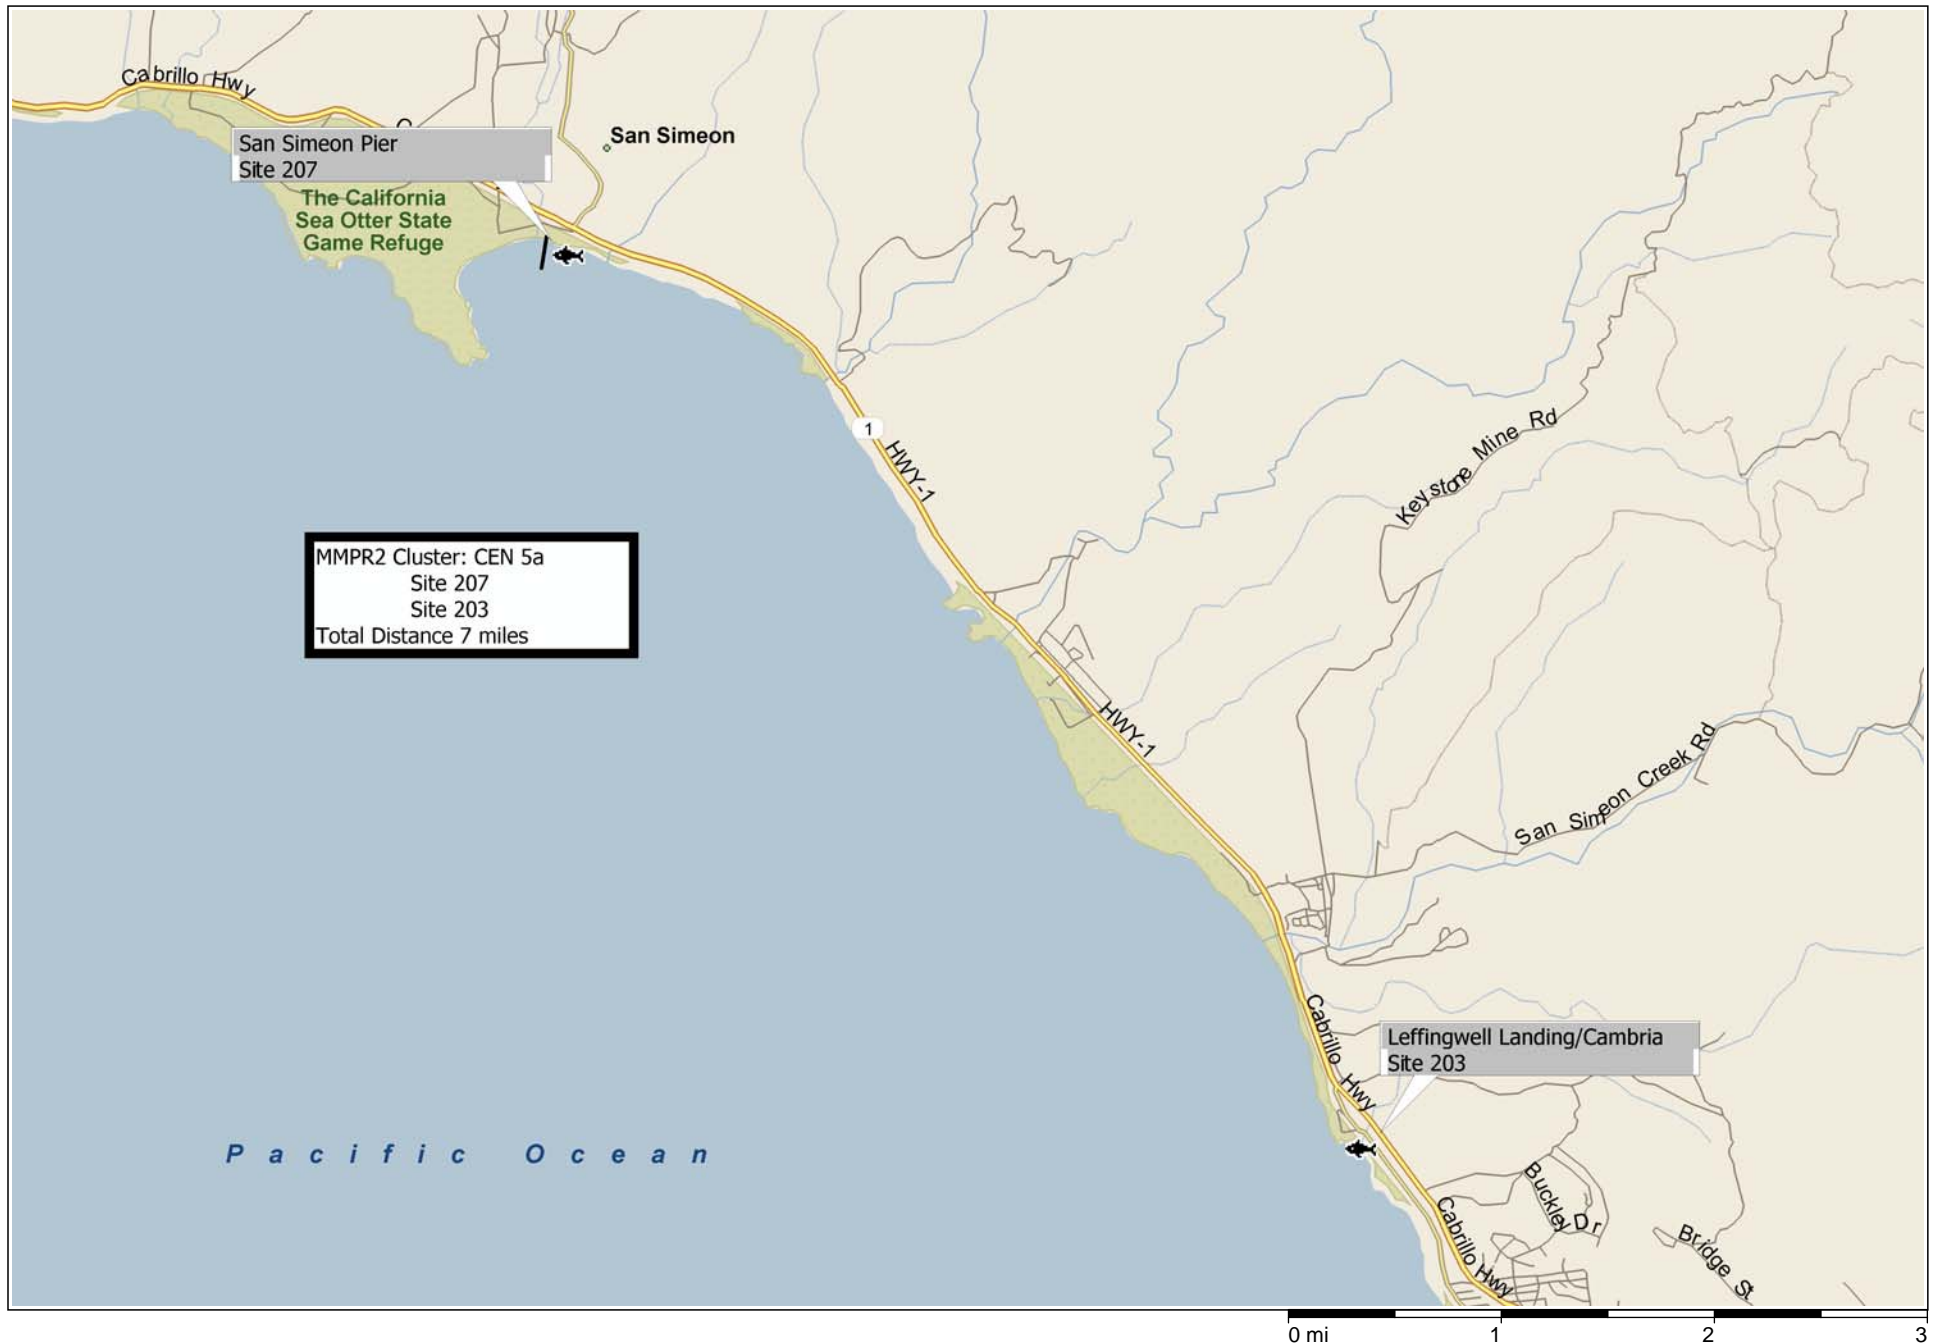 Cabrillo Hwy
C
San Simeon Pier
Site 207
San Simeon
The California
Sea Otter State
Game Refuge
1
HWY-1
Keystone Mine Rd
MMPR2 Cluster: CEN 5a
Site 207
Site 203
Total Distance 7 miles
HWY-1
San Simeon Creek Rd
Cabrillo Hwy
Leffingwell Landing/Cambria
Site 203
Pacific Ocean
Buckley Dr
Cabrillo Hwy
Bridge St
0 mi 1 2 3